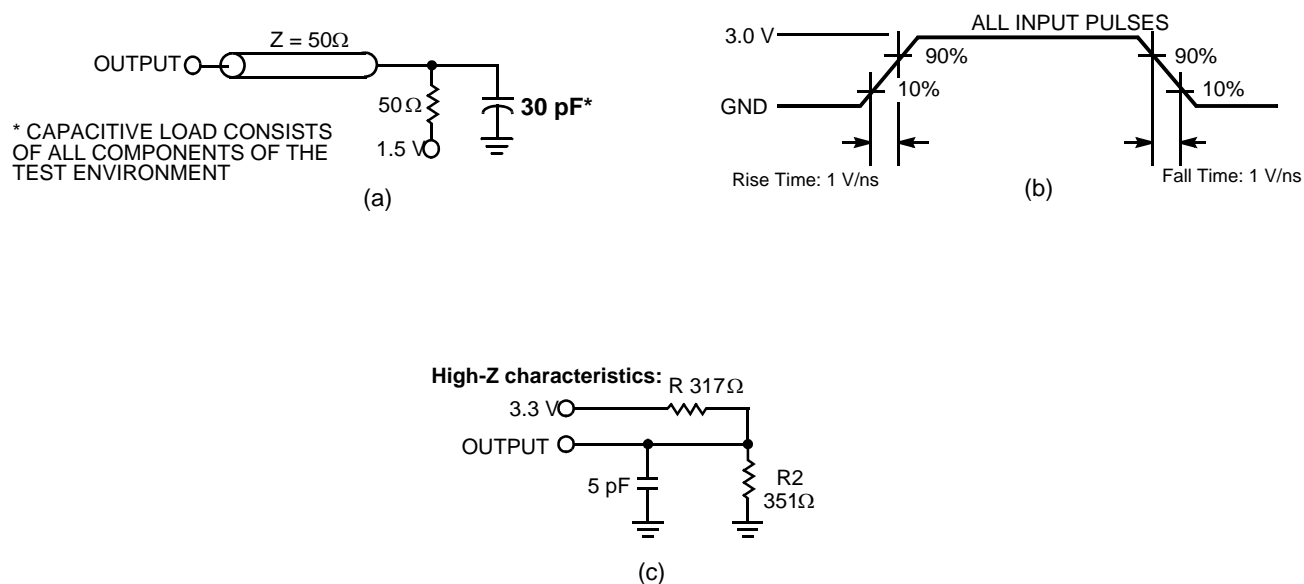 Z = 50Ω
OUTPUT
50Ω
30 pF*
1.5 V
* CAPACITIVE LOAD CONSISTS
OF ALL COMPONENTS OF THE
TEST ENVIRONMENT
(a)
ALL INPUT PULSES
3.0 V
90%
10%
GND
90%
10%
Rise Time: 1 V/ns
Fall Time: 1 V/ns
(b)
High-Z characteristics:
R 317Ω
3.3 V
OUTPUT
5 pF
R2
351Ω
(c)